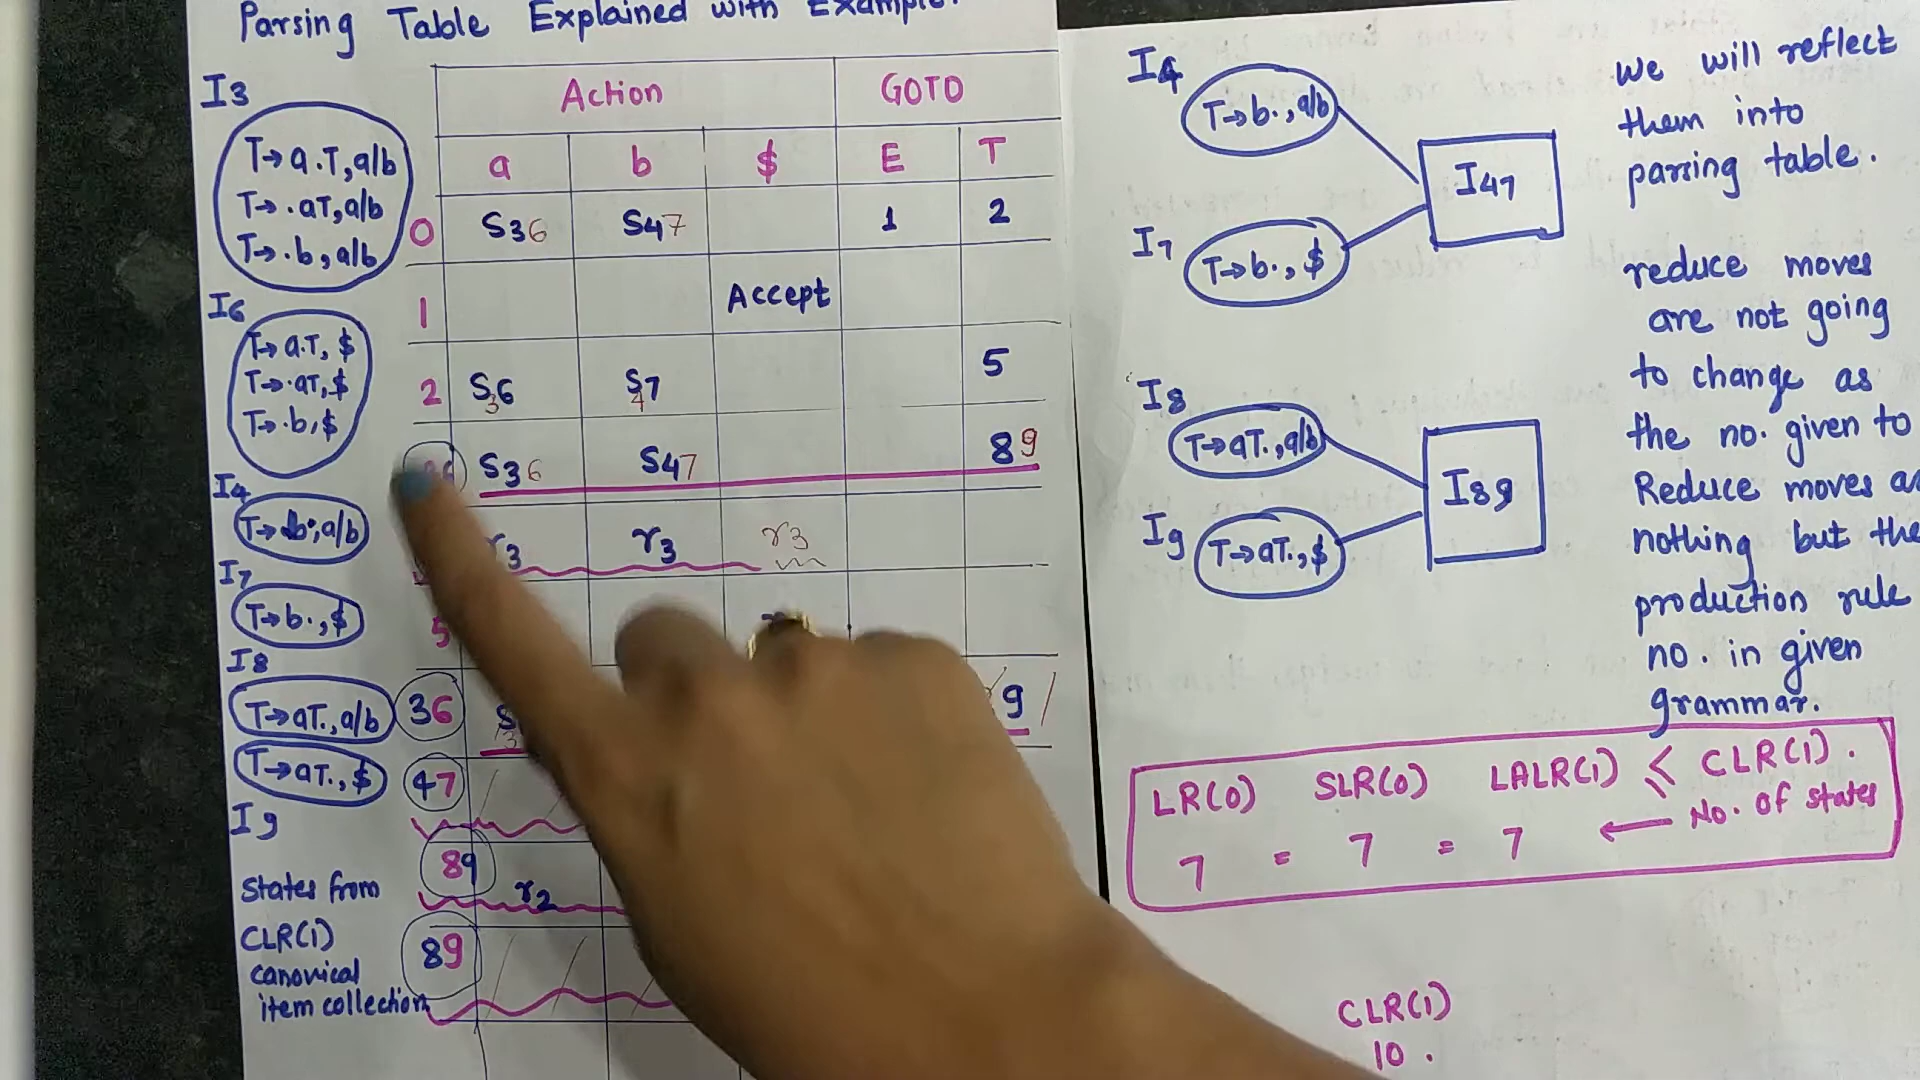 Parsing Table Explained with Example.
I3
T→a.T,a/b
T→.aT,a/b
T→.b,a/b
I6
T→a.T,$
T→.aT,$
T→.b,$
I4
T→b.,a/b
I7
T→b.,$
I8
T→aT.,a/b
T→aT.,$
I9
States from
CLR(1)
canonical
item collection
Action GOTO
a b $ E T
0 S36 S47 1 2
1 Accept
2 S36 S47 5
S36 S47 89
r3 r3 r3
5
36 9
47
89 r2
89
I4
T→b.,a/b
I7
T→b.,$
I47
I8
T→aT.,a/b
I9
T→aT.,$
I89
we will reflect
them into
parsing table.
reduce moves
are not going
to change as
the no. given to
Reduce moves
nothing but the
production rule
no. in given
grammar.
LR(0) SLR(0) LALR(1) ≤ CLR(1).
7 = 7 = 7 ← No. of states
CLR(1)
10.